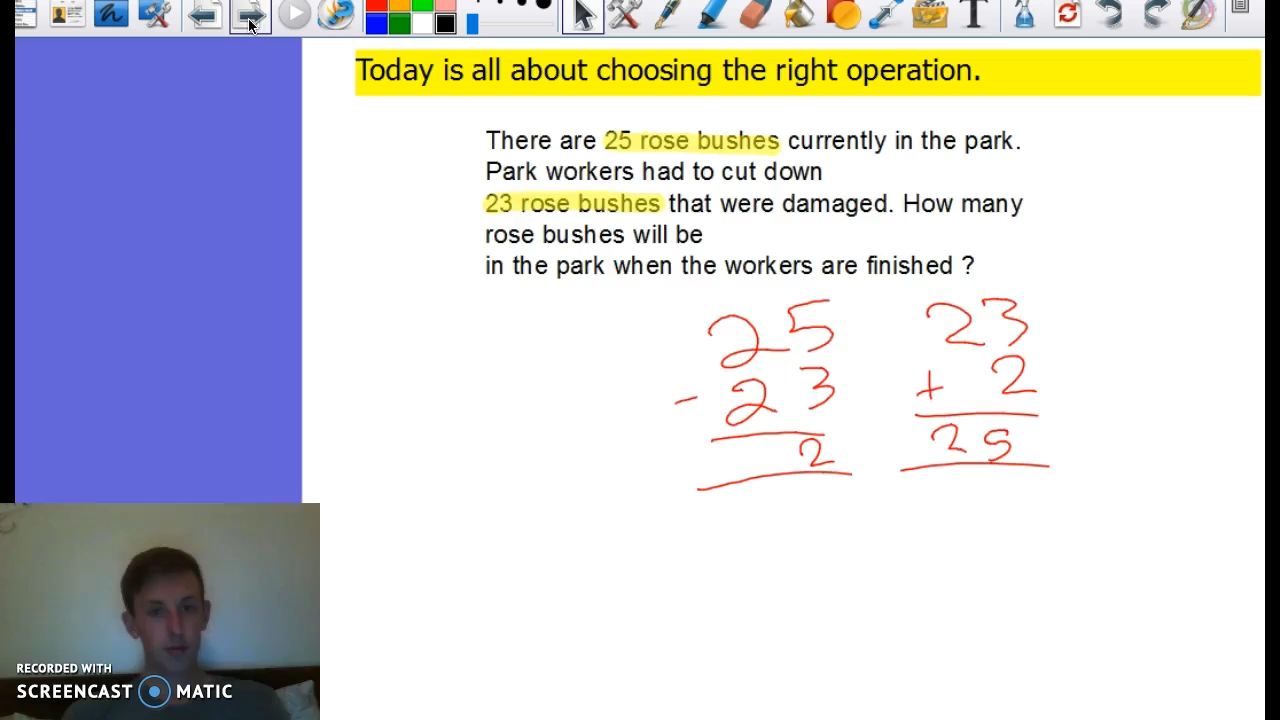 Today is all about choosing the right operation.
There are 25 rose bushes currently in the park.
Park workers had to cut down
23 rose bushes that were damaged. How many
rose bushes will be
in the park when the workers are finished ?
25
- 23
2
23
+ 2
25
RECORDED WITH
SCREENCAST MATIC